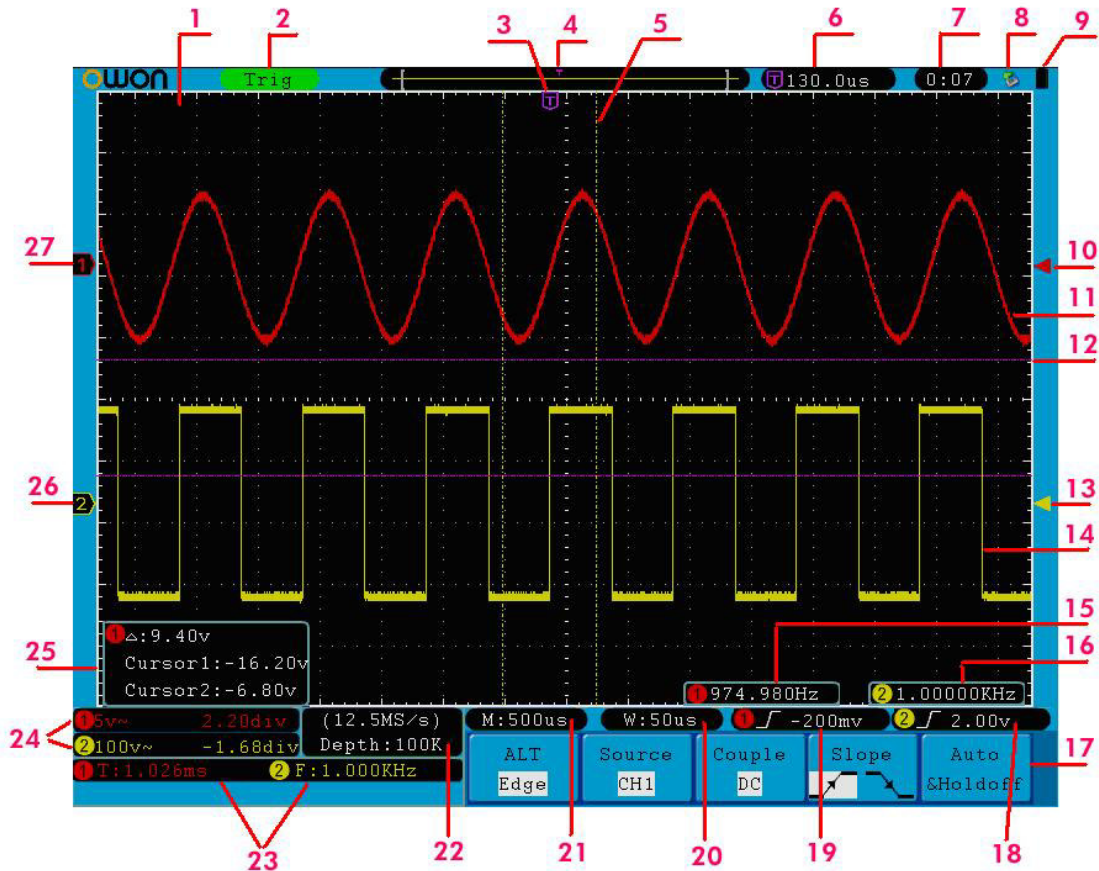 1 2 3 4 5 6 7 8 9
OWON Trig T T 130.0us 0:07
T
27 1 10
11
12
26 2 13
14
15
16
25
1 △:9.40v
Cursor1:-16.20v
Cursor2:-6.80v
1 974.980Hz 2 1.00000KHz
24
1 5v~ 2.20div
2 100v~ -1.68div
(12.5MS/s)
Depth:100K
M:500us W:50us 1 -200mv 2 2.00v
1 T:1.026ms 2 F:1.000KHz
ALT Source Couple Slope Auto
Edge CH1 DC &Holdoff
17
23 22 21 20 19 18